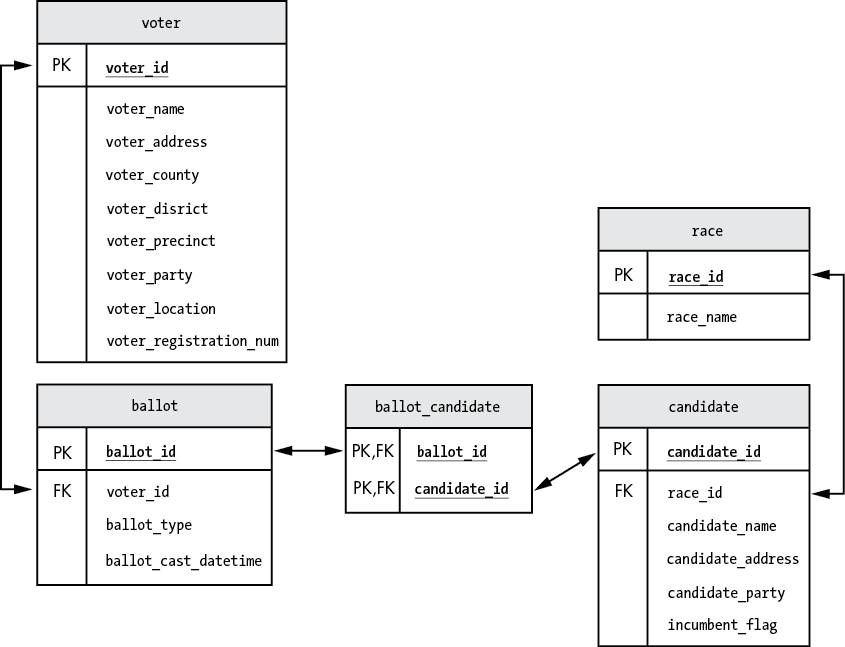 voter
PK voter_id
voter_name
voter_address
voter_county
voter_disrict
voter_precinct
voter_party
voter_location
voter_registration_num
race
PK race_id
race_name
ballot
PK ballot_id
FK voter_id
ballot_type
ballot_cast_datetime
ballot_candidate
PK,FK ballot_id
PK,FK candidate_id
candidate
PK candidate_id
FK race_id
candidate_name
candidate_address
candidate_party
incumbent_flag